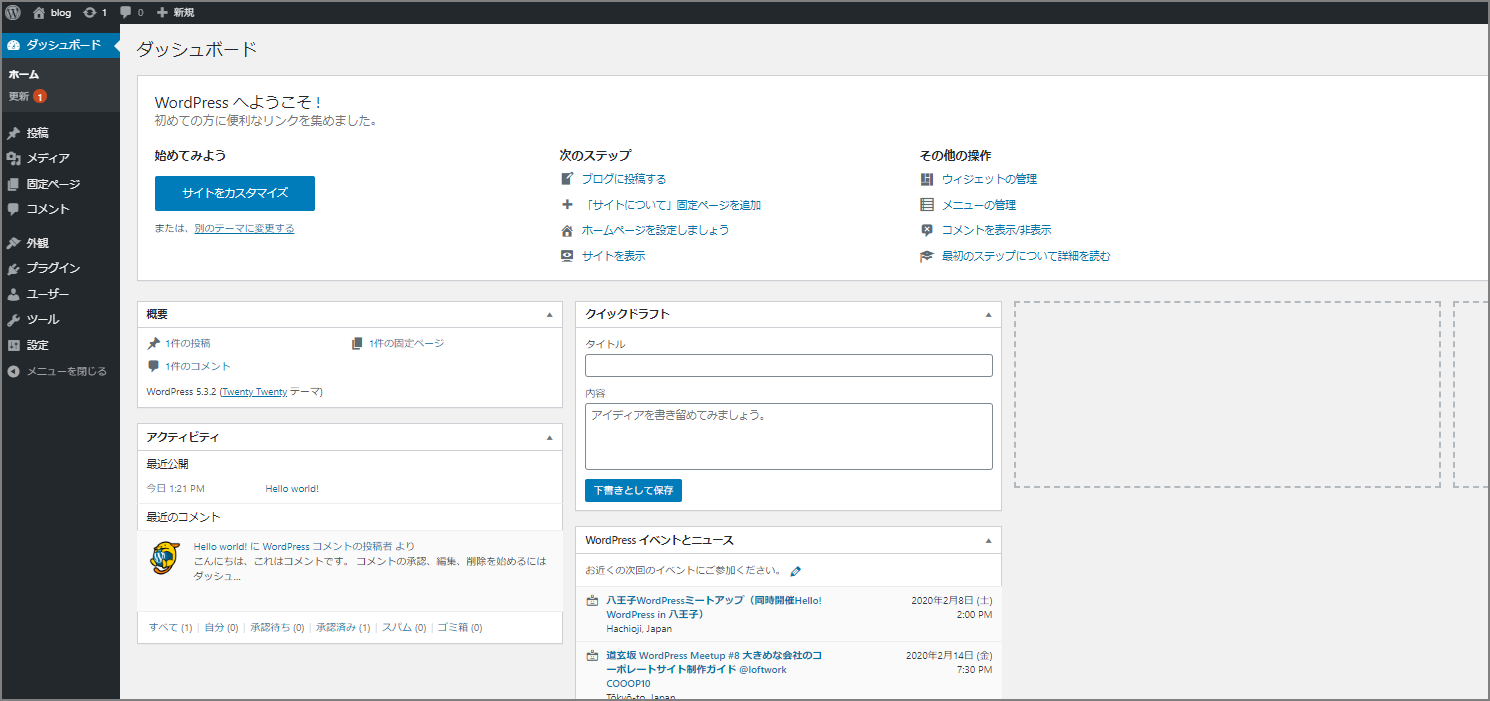 blog 1 0 新規
ダッシュボード
ホーム
更新 1
投稿
メディア
固定ページ
コメント
外観
プラグイン
ユーザー
ツール
設定
メニューを閉じる
ダッシュボード
WordPress へようこそ !
初めての方に便利なリンクを集めました。
始めてみよう
サイトをカスタマイズ
または、別のテーマに変更する
次のステップ
ブログに投稿する
「サイトについて」固定ページを追加
ホームページを設定しましょう
サイトを表示
その他の操作
ウィジェットの管理
メニューの管理
コメントを表示/非表示
最初のステップについて詳細を読む
概要
1件の投稿
1件の固定ページ
1件のコメント
WordPress 5.3.2 (Twenty Twenty テーマ)
アクティビティ
最近公開
今日 1:21 PM Hello world!
最近のコメント
Hello world! に WordPress コメントの投稿者 より
こんにちは、これはコメントです。 コメントの承認、編集、削除を始めるには
ダッシュ…
すべて (1) | 自分 (0) | 承認待ち (0) | 承認済み (1) | スパム (0) | ゴミ箱 (0)
クイックドラフト
タイトル
内容
アイディアを書き留めてみましょう。
下書きとして保存
WordPress イベントとニュース
お近くの次回のイベントにご参加ください。
八王子WordPressミートアップ（同時開催Hello!
WordPress in 八王子）
Hachioji, Japan
2020年2月8日 (土)
2:00 PM
道玄坂 WordPress Meetup #8 大きめな会社のコ
ーポレートサイト制作ガイド @loftwork
COOOP10
Tōkyō-to, Japan
2020年2月14日 (金)
7:30 PM